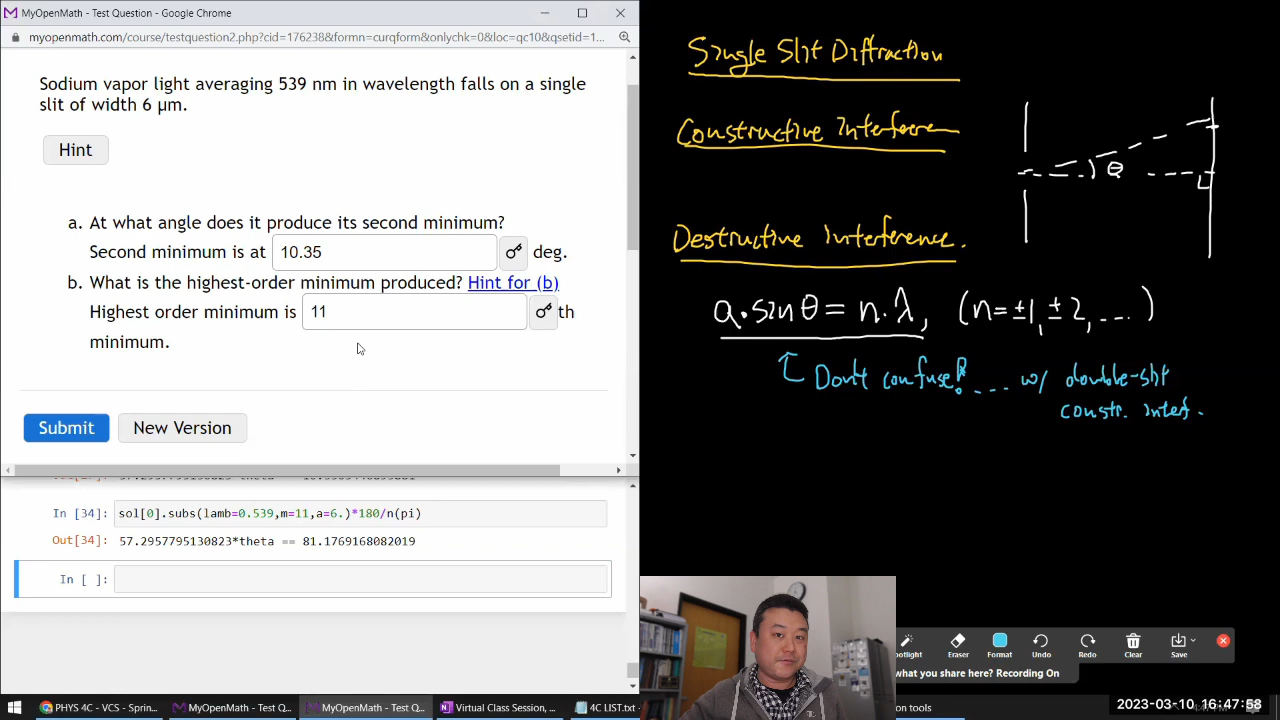 MyOpenMath - Test Question - Google Chrome
myopenmath.com/course/testquestion2.php?cid=176238&formn=curqform&onlychk=0&loc=qc10&qsetid=1...
Sodium vapor light averaging 539 nm in wavelength falls on a single
slit of width 6 μm.
Hint
a. At what angle does it produce its second minimum?
Second minimum is at 10.35 deg.
b. What is the highest-order minimum produced? Hint for (b)
Highest order minimum is 11 th
minimum.
Submit New Version
In [34]: sol[0].subs(lamb=0.539,m=11,a=6.)*180/n(pi)
Out[34]: 57.2957795130823*theta == 81.1769168082019
In [ ]:
Single Slit Diffraction
Constructive Interferen
θ
Destructive Interference.
a·sinθ = n·λ, (n=±1, ±2, ....)
Don't confuse! .... w/ double-slit
constr. interf.
potlight Eraser Format Undo Redo Clear Save
what you share here? Recording On
PHYS 4C - VCS - Sprin... MyOpenMath - Test Q... MyOpenMath - Test Q... Virtual Class Session, ... 4C LIST.txt on tools
2023-03-10 16:47:58